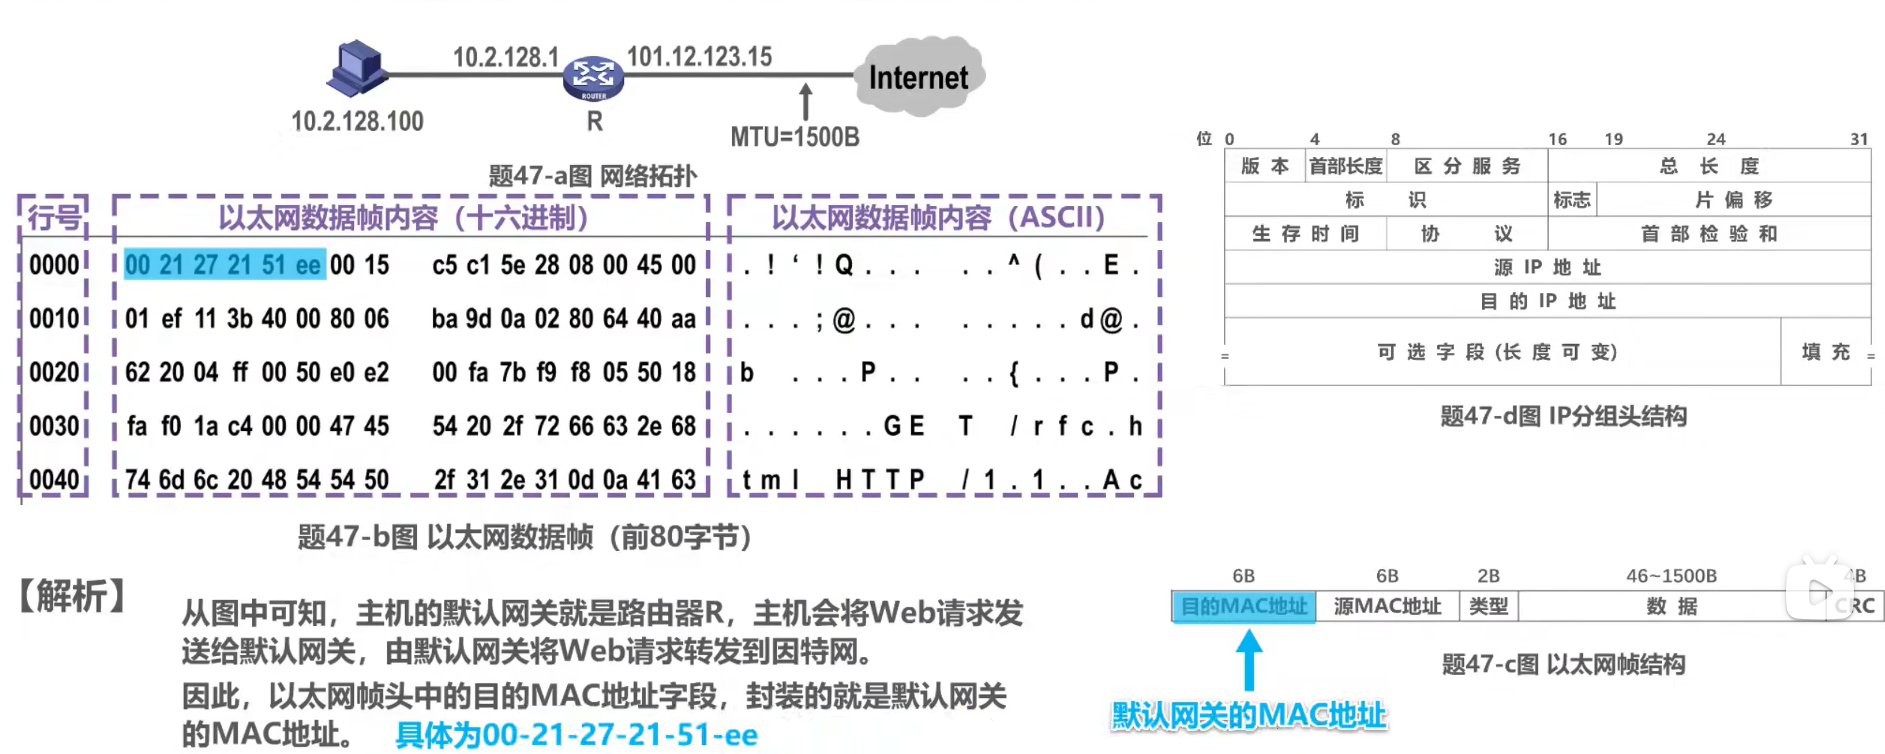 10.2.128.1
101.12.123.15
Internet
ROUTER
10.2.128.100
R
MTU=1500B
题47-a图 网络拓扑
行号 以太网数据帧内容（十六进制） 以太网数据帧内容（ASCII）
0000 00 21 27 21 51 ee 00 15 c5 c1 5e 28 08 00 45 00 . ! ‘ ! Q . . . . . ^ ( . . E .
0010 01 ef 11 3b 40 00 80 06 ba 9d 0a 02 80 64 40 aa . . . ; @ . . . . . . . . d @ .
0020 62 20 04 ff 00 50 e0 e2 00 fa 7b f9 f8 05 50 18 b . . . P . . . . { . . . P .
0030 fa f0 1a c4 00 00 47 45 54 20 2f 72 66 63 2e 68 . . . . . . G E T / r f c . h
0040 74 6d 6c 20 48 54 54 50 2f 31 2e 31 0d 0a 41 63 t m l H T T P / 1 . 1 . . A c
题47-b图 以太网数据帧（前80字节）
位 0 4 8 16 19 24 31
版 本 首部长度 区 分 服 务 总 长 度
标 识 标志 片 偏 移
生 存 时 间 协 议 首 部 检 验 和
源 IP 地 址
目 的 IP 地 址
可 选 字 段 (长 度 可 变) 填 充
题47-d图 IP分组头结构
6B 6B 2B 46~1500B 4B
目的MAC地址 源MAC地址 类型 数 据 CRC
题47-c图 以太网帧结构
默认网关的MAC地址
【解析】
从图中可知，主机的默认网关就是路由器R，主机会将Web请求发
送给默认网关，由默认网关将Web请求转发到因特网。
因此，以太网帧头中的目的MAC地址字段，封装的就是默认网关
的MAC地址。 具体为00-21-27-21-51-ee